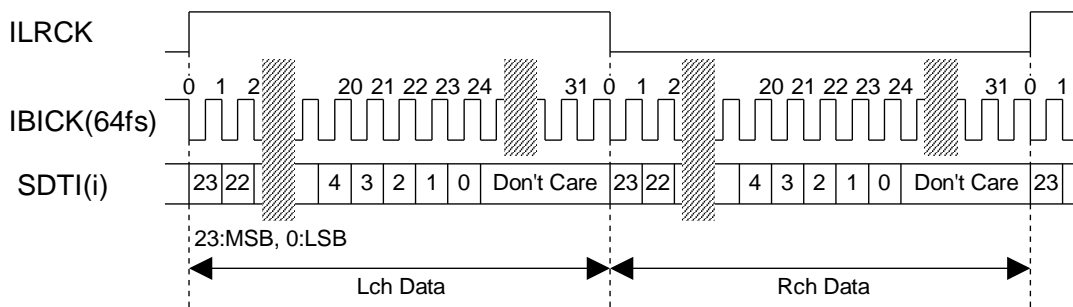 ILRCK
0 1 2 20 21 22 23 24 31 0 1 2 20 21 22 23 24 31 0 1
IBICK(64fs)
SDTI(i)
23 22 4 3 2 1 0 Don't Care 23 22 4 3 2 1 0 Don't Care 23
23:MSB, 0:LSB
Lch Data Rch Data